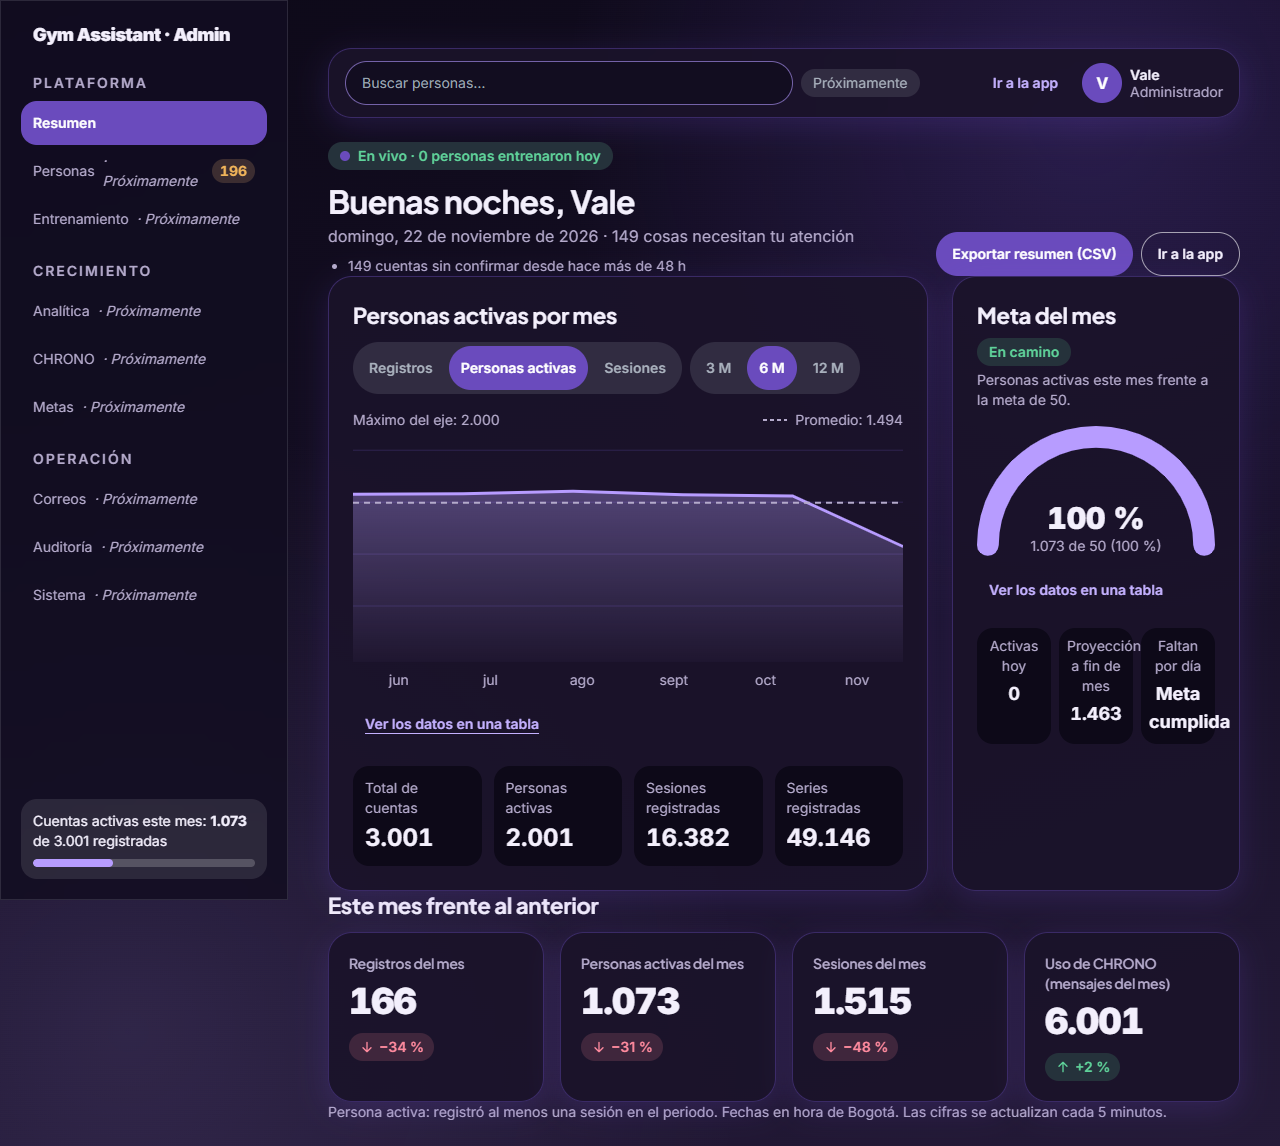 Gym Assistant · Admin
PLATAFORMA
Resumen
Personas · Próximamente 196
Entrenamiento · Próximamente
CRECIMIENTO
Analítica · Próximamente
CHRONO · Próximamente
Metas · Próximamente
OPERACIÓN
Correos · Próximamente
Auditoría · Próximamente
Sistema · Próximamente
Cuentas activas este mes: 1.073
de 3.001 registradas
Buscar personas...
Próximamente
Ir a la app
V
Vale
Administrador
En vivo · 0 personas entrenaron hoy
Buenas noches, Vale
domingo, 22 de noviembre de 2026 · 149 cosas necesitan tu atención
• 149 cuentas sin confirmar desde hace más de 48 h
Exportar resumen (CSV)
Ir a la app
Personas activas por mes
Registros Personas activas Sesiones
3 M 6 M 12 M
Máximo del eje: 2.000
Promedio: 1.494
jun jul ago sept oct nov
Ver los datos en una tabla
Total de
cuentas
3.001
Personas
activas
2.001
Sesiones
registradas
16.382
Series
registradas
49.146
Meta del mes
En camino
Personas activas este mes frente a
la meta de 50.
100 %
1.073 de 50 (100 %)
Ver los datos en una tabla
Activas
hoy
0
Proyección
a fin de
mes
1.463
Faltan
por día
Meta
cumplida
Este mes frente al anterior
Registros del mes
166
↓ −34 %
Personas activas del mes
1.073
↓ −31 %
Sesiones del mes
1.515
↓ −48 %
Uso de CHRONO
(mensajes del mes)
6.001
↑ +2 %
Persona activa: registró al menos una sesión en el periodo. Fechas en hora de Bogotá. Las cifras se actualizan cada 5 minutos.